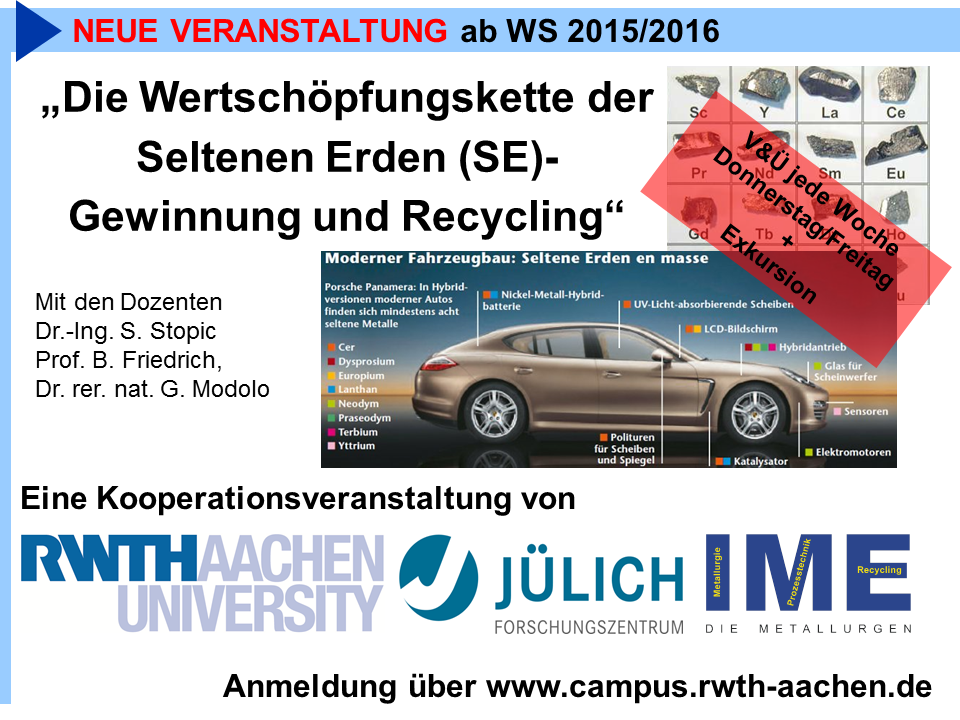 NEUE VERANSTALTUNG ab WS 2015/2016
„Die Wertschöpfungskette der
Seltenen Erden (SE)-
Gewinnung und Recycling“
Sc Y La Ce
Pr Nd Sm Eu
Gd Tb Ho
V&Ü jede Woche
Donnerstag/Freitag
+
Exkursion
Mit den Dozenten
Dr.-Ing. S. Stopic
Prof. B. Friedrich,
Dr. rer. nat. G. Modolo
Moderner Fahrzeugbau: Seltene Erden en masse
Porsche Panamera: In Hybrid-
versionen moderner Autos
finden sich mindestens acht
seltene Metalle
Cer
Dysprosium
Europium
Lanthan
Neodym
Praseodym
Terbium
Yttrium
Nickel-Metall-Hybrid-
batterie
UV-Licht-absorbierende Scheiben
LCD-Bildschirm
Hybridantrieb
Glas für
Scheinwerfer
Sensoren
Elektromotoren
Katalysator
Polituren
für Scheiben
und Spiegel
Eine Kooperationsveranstaltung von
RWTH AACHEN
UNIVERSITY
JÜLICH
FORSCHUNGSZENTRUM
IME
Metallurgie
Prozesstechnik
Recycling
DIE METALLURGEN
Anmeldung über www.campus.rwth-aachen.de